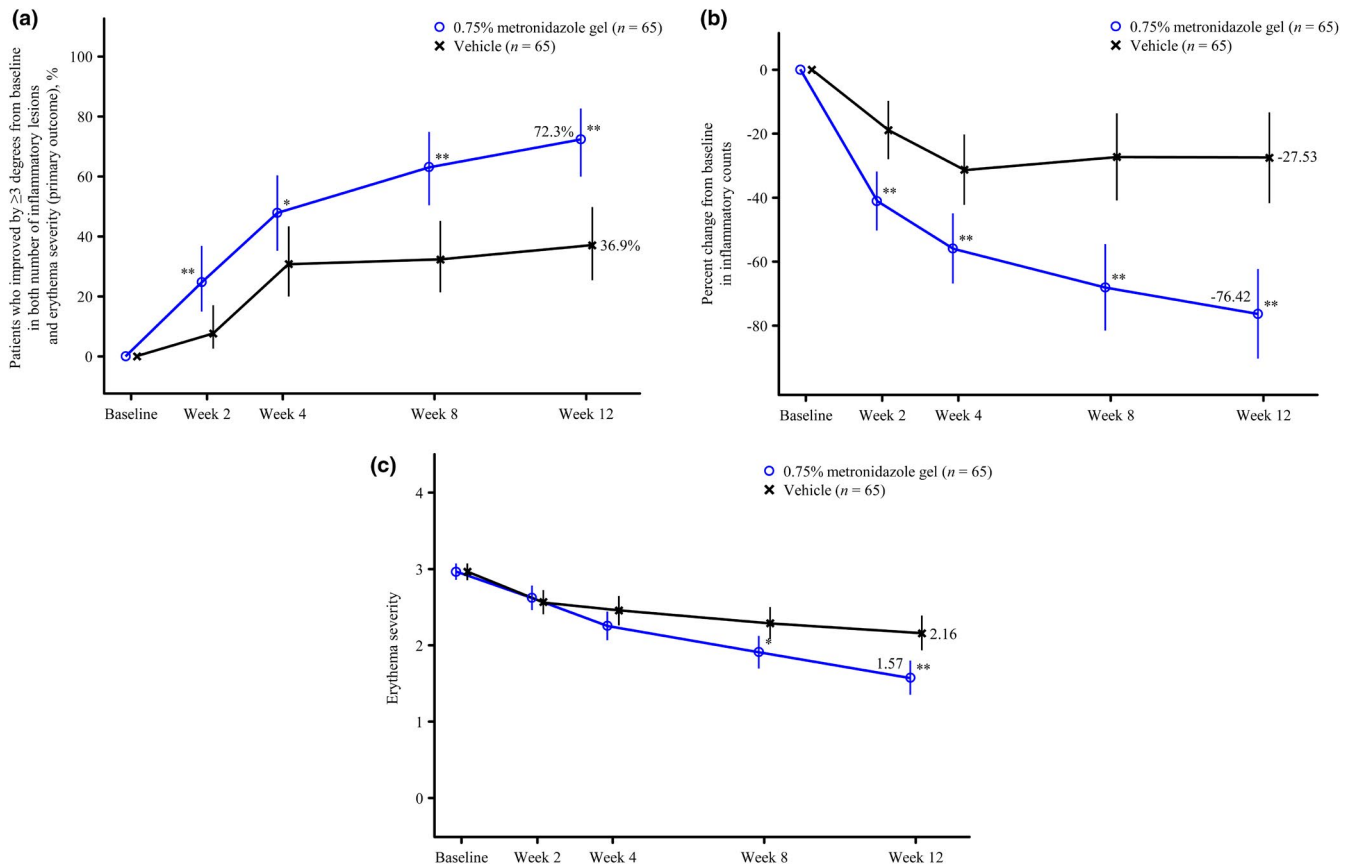 (a)
0.75% metronidazole gel (n = 65)
Vehicle (n = 65)
Patients who improved by ≥3 degrees from baseline
in both number of inflammatory lesions
and erythema severity (primary outcome), %
100
80
60
40
20
0
**
*
**
72.3%
**
36.9%
Baseline
Week 2
Week 4
Week 8
Week 12
(b)
0.75% metronidazole gel (n = 65)
Vehicle (n = 65)
Percent change from baseline
in inflammatory counts
0
-20
-40
-60
-80
**
**
**
-27.53
-76.42
**
Baseline
Week 2
Week 4
Week 8
Week 12
(c)
0.75% metronidazole gel (n = 65)
Vehicle (n = 65)
Erythema severity
4
3
2
1
0
*
2.16
1.57
**
Baseline
Week 2
Week 4
Week 8
Week 12